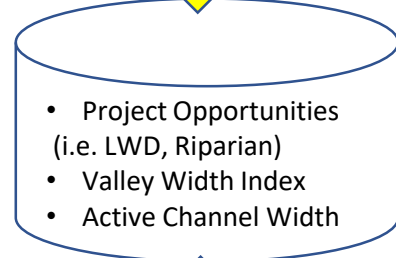 • Project Opportunities
(i.e. LWD, Riparian)
• Valley Width Index
• Active Channel Width